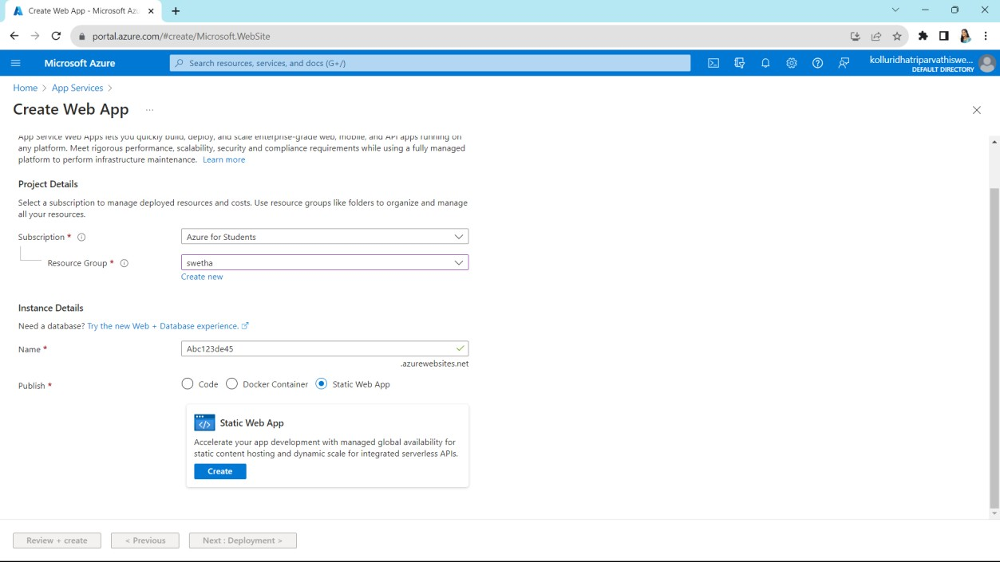 Create Web App - Microsoft Azu
portal.azure.com/#create/Microsoft.WebSite
Microsoft Azure
Search resources, services, and docs (G+/)
kolluridhatriparvathiswe...
DEFAULT DIRECTORY
Home > App Services >
Create Web App ...
App Service Web Apps lets you quickly build, deploy, and scale enterprise-grade web, mobile, and API apps running on
any platform. Meet rigorous performance, scalability, security and compliance requirements while using a fully managed
platform to perform infrastructure maintenance. Learn more
Project Details
Select a subscription to manage deployed resources and costs. Use resource groups like folders to organize and manage
all your resources.
Subscription *
Azure for Students
Resource Group *
swetha
Create new
Instance Details
Need a database? Try the new Web + Database experience.
Name *
Abc123de45
.azurewebsites.net
Publish *
Code
Docker Container
Static Web App
Static Web App
Accelerate your app development with managed global availability for
static content hosting and dynamic scale for integrated serverless APIs.
Create
Review + create
< Previous
Next : Deployment >